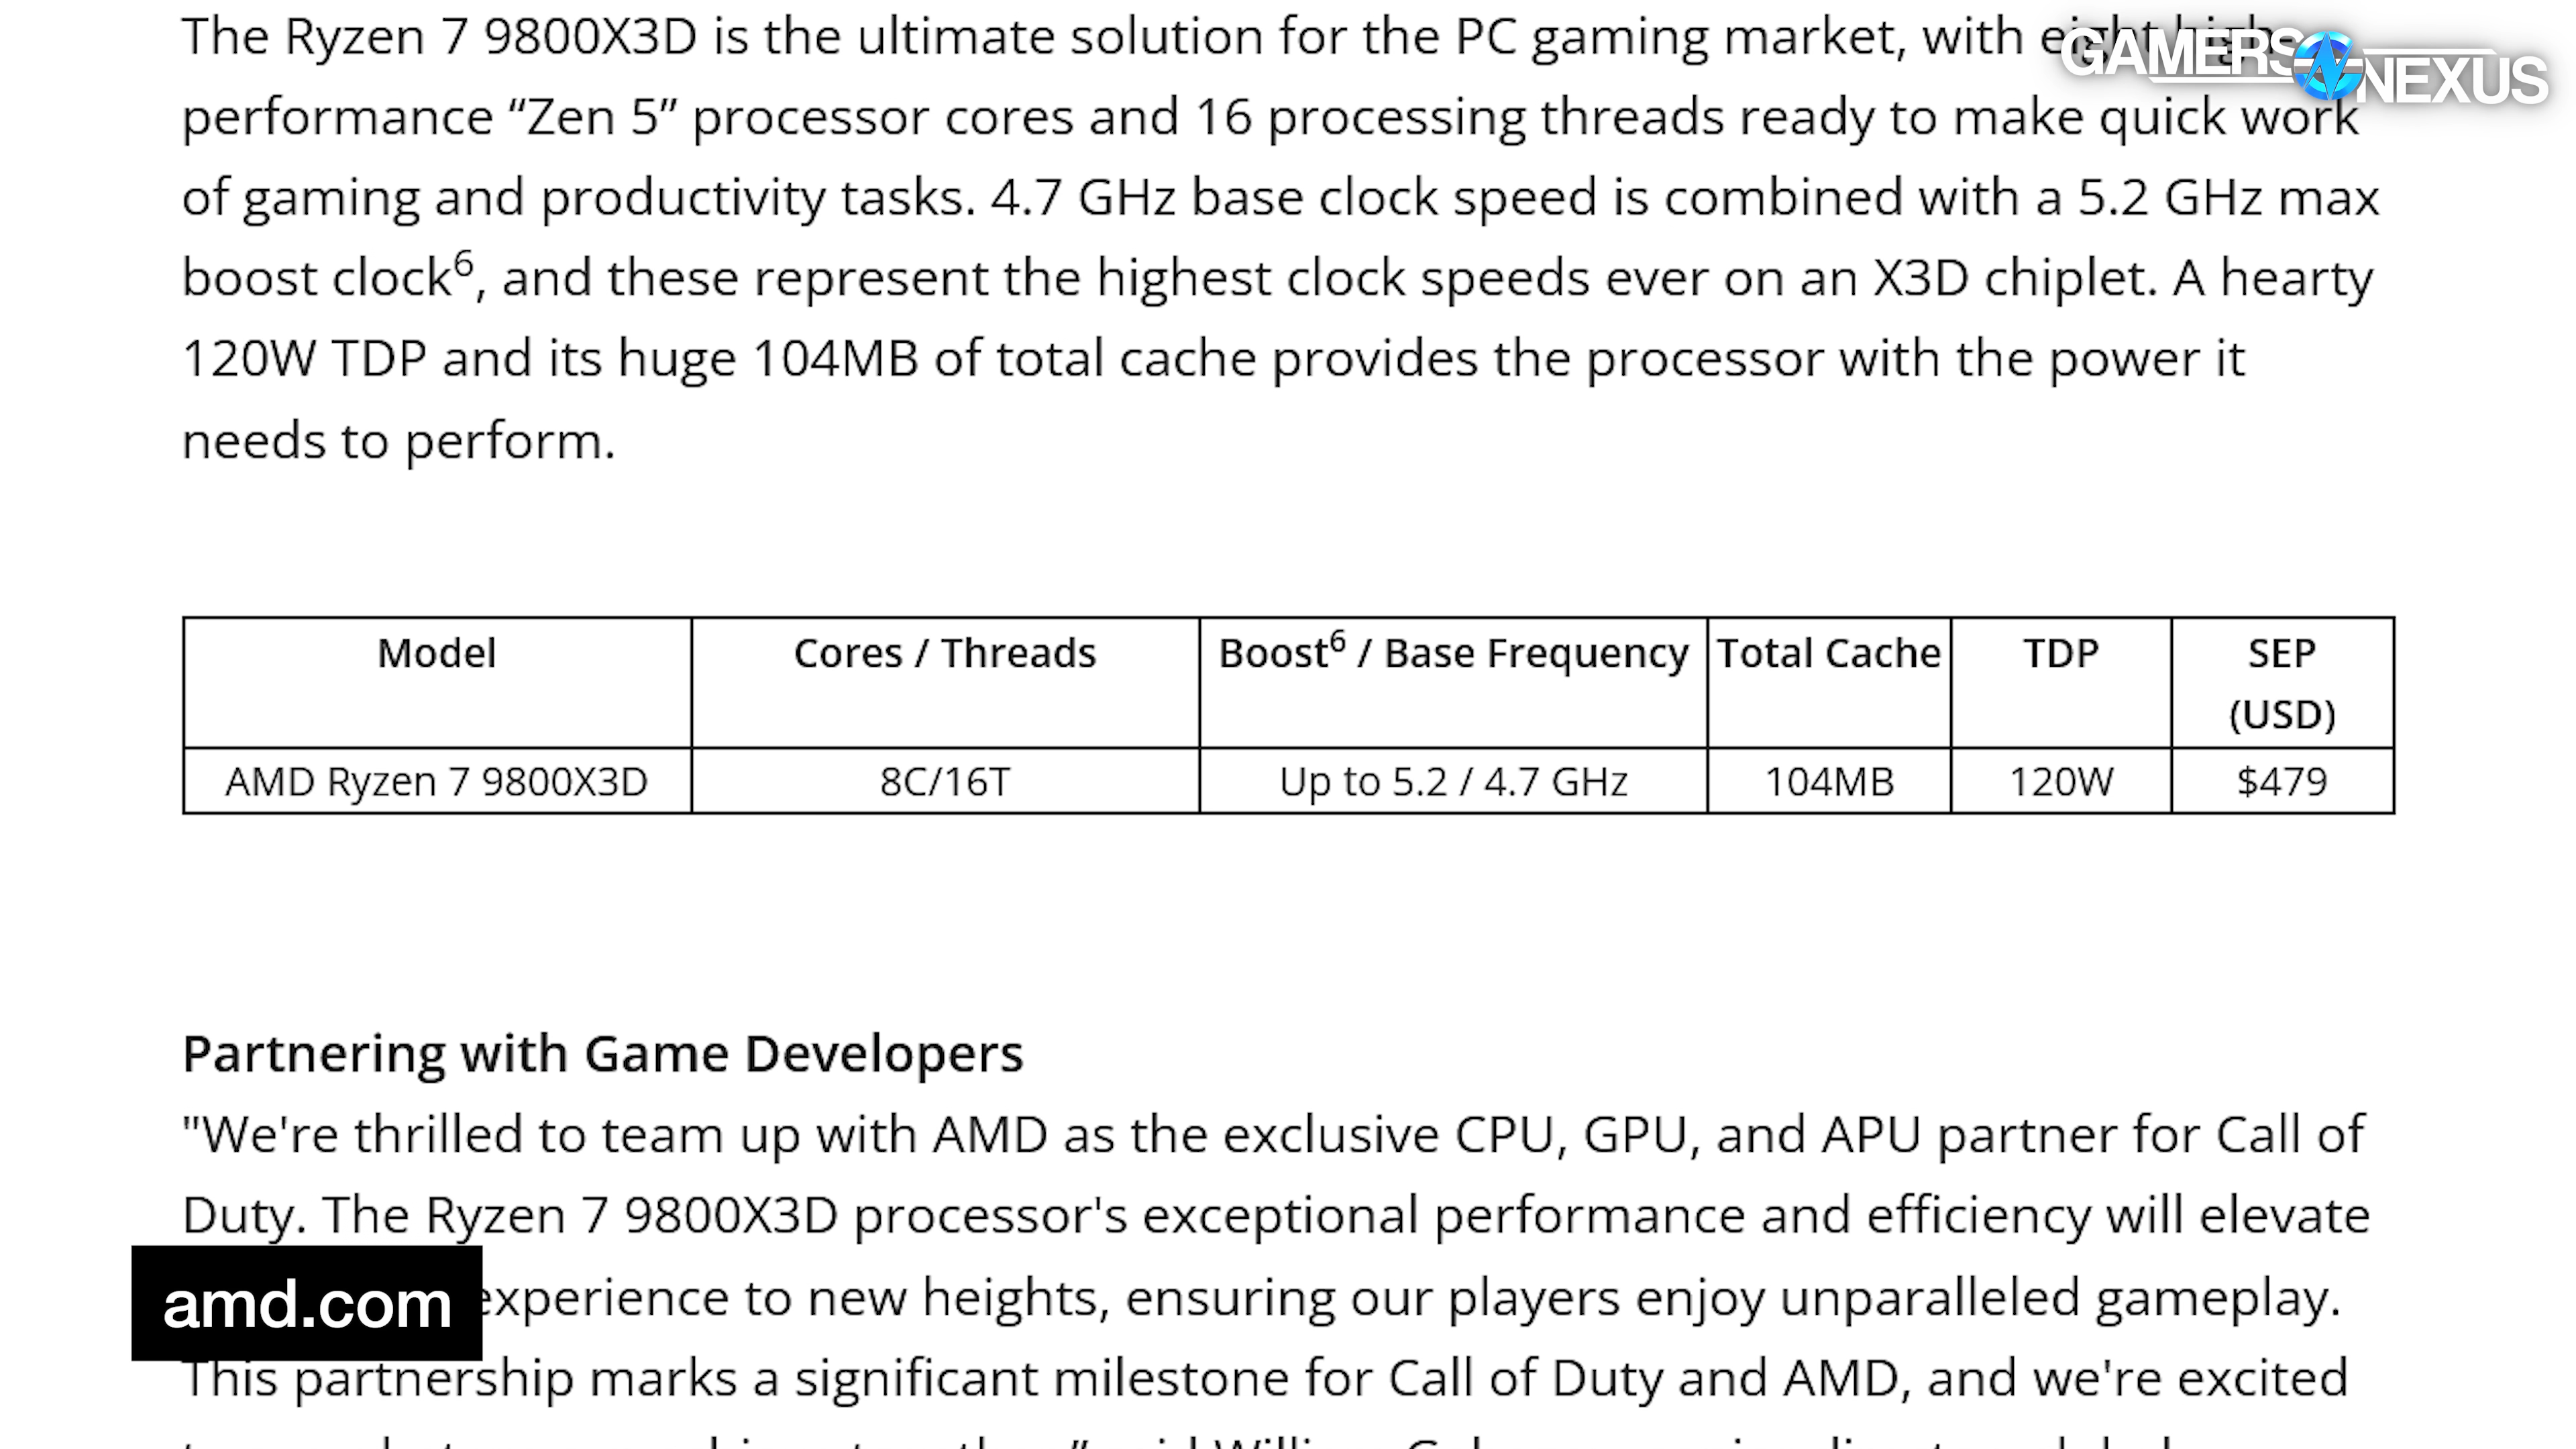 The Ryzen 7 9800X3D is the ultimate solution for the PC gaming market, with eight high-
GAMERS NEXUS
performance “Zen 5” processor cores and 16 processing threads ready to make quick work
of gaming and productivity tasks. 4.7 GHz base clock speed is combined with a 5.2 GHz max
boost clock⁶, and these represent the highest clock speeds ever on an X3D chiplet. A hearty
120W TDP and its huge 104MB of total cache provides the processor with the power it
needs to perform.
Model Cores / Threads Boost⁶ / Base Frequency Total Cache TDP SEP
(USD)
AMD Ryzen 7 9800X3D 8C/16T Up to 5.2 / 4.7 GHz 104MB 120W $479
Partnering with Game Developers
"We're thrilled to team up with AMD as the exclusive CPU, GPU, and APU partner for Call of
Duty. The Ryzen 7 9800X3D processor's exceptional performance and efficiency will elevate
amd.com
experience to new heights, ensuring our players enjoy unparalleled gameplay.
This partnership marks a significant milestone for Call of Duty and AMD, and we're excited